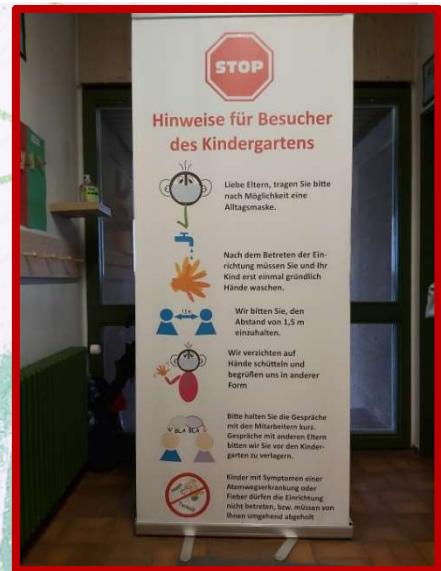 STOP
Hinweise für Besucher
des Kindergartens
Liebe Eltern, tragen Sie bitte
nach Möglichkeit eine
Alltagsmaske.
Nach dem Betreten der Ein-
richtung müssen Sie und Ihr
Kind erst einmal gründlich
Hände waschen.
1,5 m
Wir bitten Sie, den
Abstand von 1,5 m
einzuhalten.
Wir verzichten auf
Hände schütteln und
begrüßen uns in anderer
Form
BLA BLA
Bitte halten Sie die Gespräche
mit den Mitarbeitern kurz.
Gespräche mit anderen Eltern
bitten wir Sie vor den Kinder-
garten zu verlagern.
Kinder mit Symptomen einer
Atemwegserkrankung oder
Fieber dürfen die Einrichtung
nicht betreten, bzw. müssen von
Ihnen umgehend abgeholt